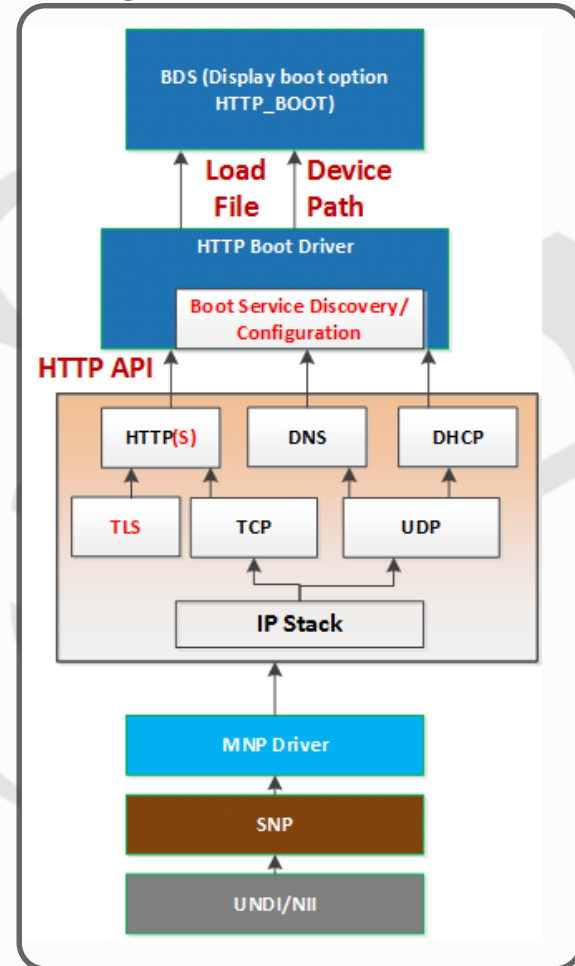 BDS (Display boot option
HTTP_BOOT)
Load
File
Device
Path
HTTP Boot Driver
Boot Service Discovery/
Configuration
HTTP API
HTTP(S)
DNS
DHCP
TLS
TCP
UDP
IP Stack
MNP Driver
SNP
UNDI/NII